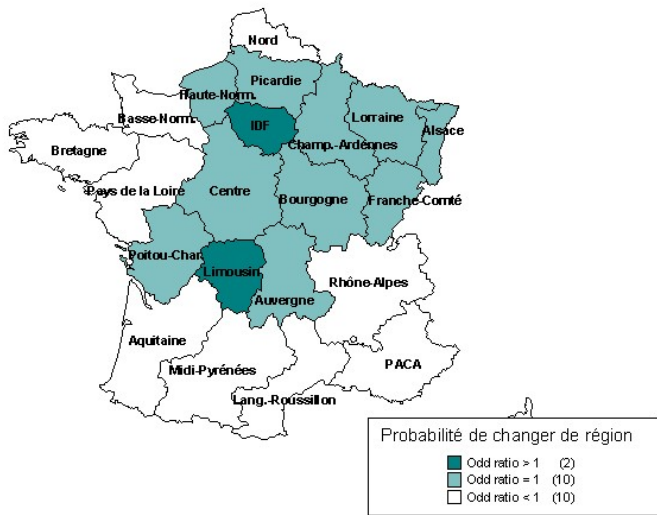 Nord
Picardie
Haute-Norm.
Basse-Norm.
IDF
Lorraine
Alsace
Champ.-Ardénnes
Bretagne
Pays de la Loiré
Centre
Bourgogne
Franche-Comté
Poitou-Char.
Limousin
Auvergne
Rhône-Alpes
Aquitaine
Midi-Pyrénées
PACA
Lang.-Roussillon
Probabilité de changer de région
Odd ratio > 1 (2)
Odd ratio = 1 (10)
Odd ratio < 1 (10)